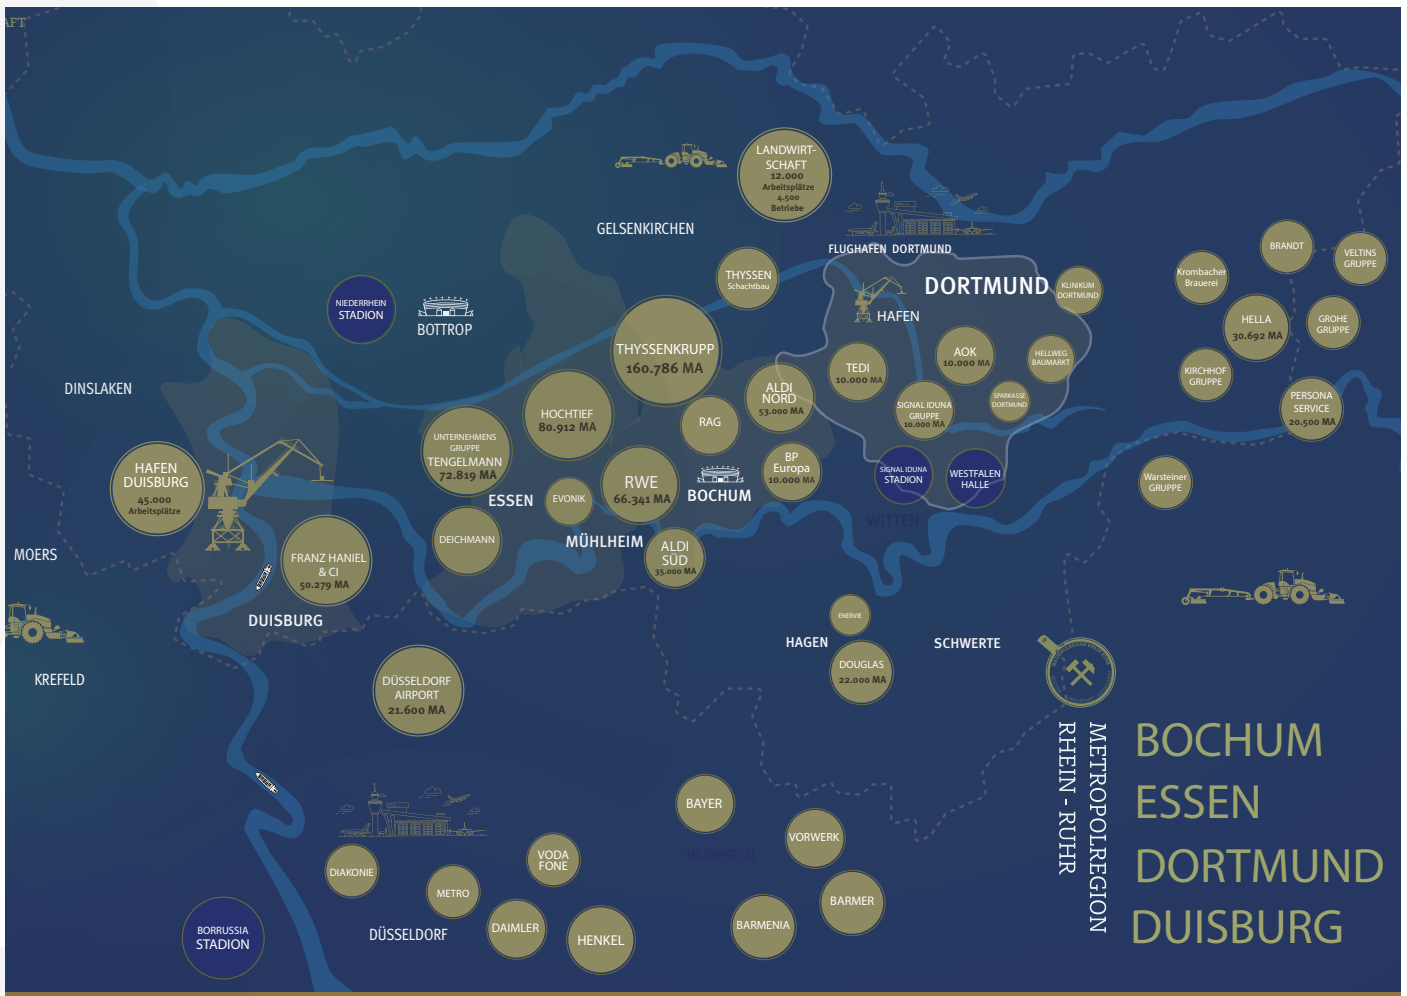 AFT
LANDWIRT-
SCHAFT
12.000
Arbeitsplätze
4.500
Betriebe
GELSENKIRCHEN
FLUGHAFEN DORTMUND
THYSSEN
Schachtbau
DORTMUND
KLINIKUM
DORTMUND
HAFEN
BRANDT
VELTINS
GRUPPE
Krombacher
Brauerei
HELLA
30.692 MA
GROHE
GRUPPE
KIRCHHOF
GRUPPE
PERSONA
SERVICE
20.500 MA
Warsteiner
GRUPPE
NIEDERRHEIN
STADION
BOTTROP
DINSLAKEN
THYSSENKRUPP
160.786 MA
TEDI
10.000 MA
AOK
10.000 MA
HELLWEG
BAUMARKT
SPARKASSE
DORTMUND
SIGNAL IDUNA
GRUPPE
10.000 MA
ALDI
NORD
53.000 MA
HOCHTIEF
80.912 MA
RAG
UNTERNEHMENS
GRUPPE
TENGELMANN
72.819 MA
BP
Europa
10.000 MA
SIGNAL IDUNA
STADION
WESTFALEN
HALLE
HAFEN
DUISBURG
45.000
Arbeitsplätze
RWE
66.341 MA
BOCHUM
ESSEN
EVONIK
WITTEN
DEICHMANN
MÜHLHEIM
ALDI
SÜD
35.000 MA
MOERS
FRANZ HANIEL
& CI
50.279 MA
DUISBURG
ENERVIE
HAGEN
SCHWERTE
DOUGLAS
22.000 MA
KREFELD
DÜSSELDORF
AIRPORT
21.600 MA
METROPOLREGION
RHEIN - RUHR
BOCHUM
ESSEN
DORTMUND
DUISBURG
BAYER
VORWERK
WUPPERTAL
VODA
FONE
DIAKONIE
METRO
BARMER
DAIMLER
HENKEL
BARMENIA
DÜSSELDORF
BORRUSSIA
STADION